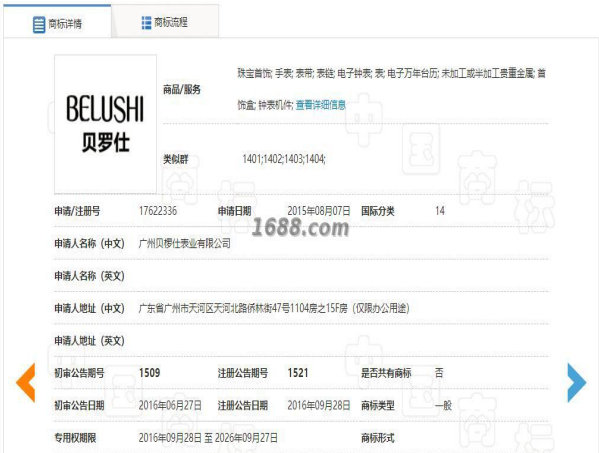 商标详情 商标流程
商品/服务 珠宝首饰; 手表; 表带; 表链; 电子钟表; 表; 电子万年台历; 未加工或半加工贵重金属; 首
饰盒; 钟表机件; 查看详细信息
BELUSHI
贝罗仕
类似群 1401;1402;1403;1404;
申请/注册号 17622336 申请日期 2015年08月07日 国际分类 14
1688.com
申请人名称（中文） 广州贝椤仕表业有限公司
申请人名称（英文）
申请人地址（中文） 广东省广州市天河区天河北路侨林街47号1104房之15F房（仅限办公用途）
申请人地址（英文）
初审公告期号 1509 注册公告期号 1521 是否共有商标 否
初审公告日期 2016年06月27日 注册公告日期 2016年09月28日 商标类型 一般
专用权期限 2016年09月28日 至 2026年09月27日 商标形式
中国商标